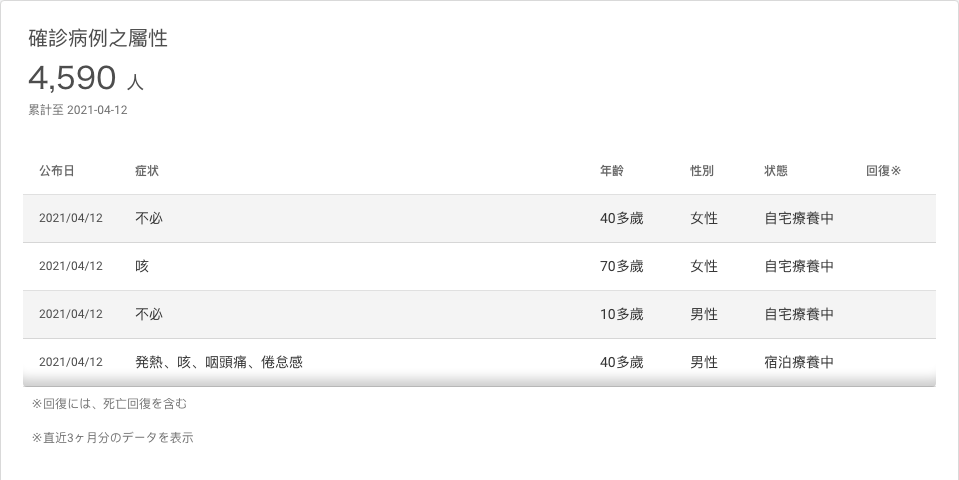 確診病例之屬性
4,590 人
累計至 2021-04-12
公布日 症状 年齡 性別 状態 回復※
2021/04/12 不必 40多歲 女性 自宅療養中
2021/04/12 咳 70多歲 女性 自宅療養中
2021/04/12 不必 10多歲 男性 自宅療養中
2021/04/12 発熱、咳、咽頭痛、倦怠感 40多歲 男性 宿泊療養中
※回復には、死亡回復を含む
※直近3ヶ月分のデータを表示